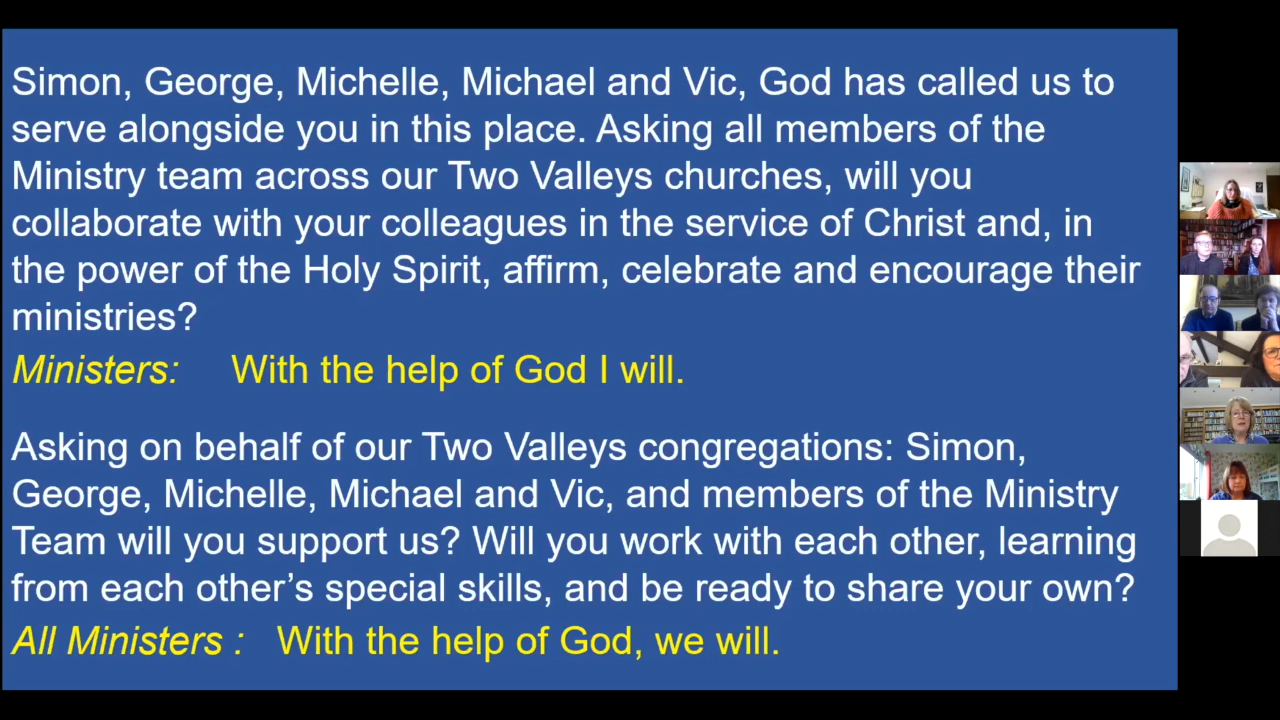 Simon, George, Michelle, Michael and Vic, God has called us to
serve alongside you in this place. Asking all members of the
Ministry team across our Two Valleys churches, will you
collaborate with your colleagues in the service of Christ and, in
the power of the Holy Spirit, affirm, celebrate and encourage their
ministries?
Ministers: With the help of God I will.
Asking on behalf of our Two Valleys congregations: Simon,
George, Michelle, Michael and Vic, and members of the Ministry
Team will you support us? Will you work with each other, learning
from each other’s special skills, and be ready to share your own?
All Ministers : With the help of God, we will.